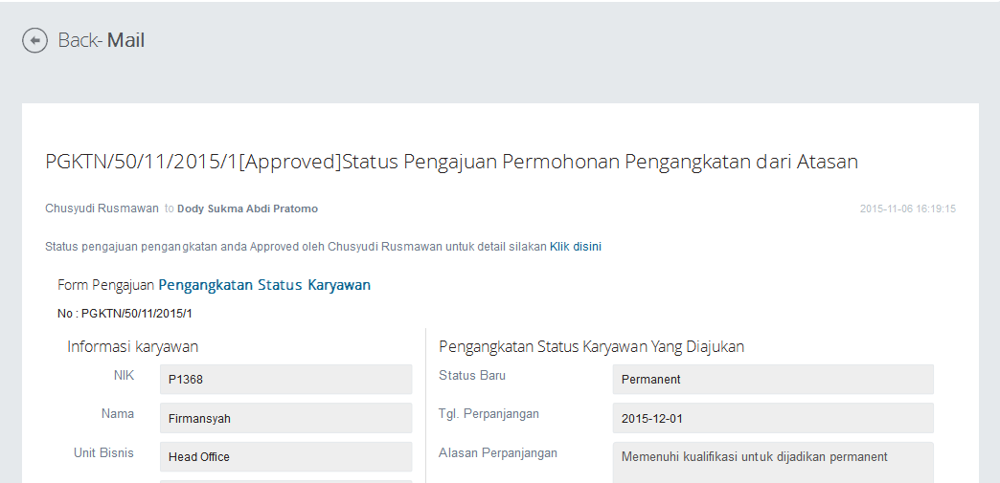 Back- Mail
PGKTN/50/11/2015/1[Approved]Status Pengajuan Permohonan Pengangkatan dari Atasan
Chusyudi Rusmawan to Dody Sukma Abdi Pratomo 2015-11-06 16:19:15
Status pengajuan pengangkatan anda Approved oleh Chusyudi Rusmawan untuk detail silakan Klik disini
Form Pengajuan Pengangkatan Status Karyawan
No : PGKTN/50/11/2015/1
Informasi karyawan
NIK P1368
Nama Firmansyah
Unit Bisnis Head Office
Pengangkatan Status Karyawan Yang Diajukan
Status Baru Permanent
Tgl. Perpanjangan 2015-12-01
Alasan Perpanjangan Memenuhi kualifikasi untuk dijadikan permanent